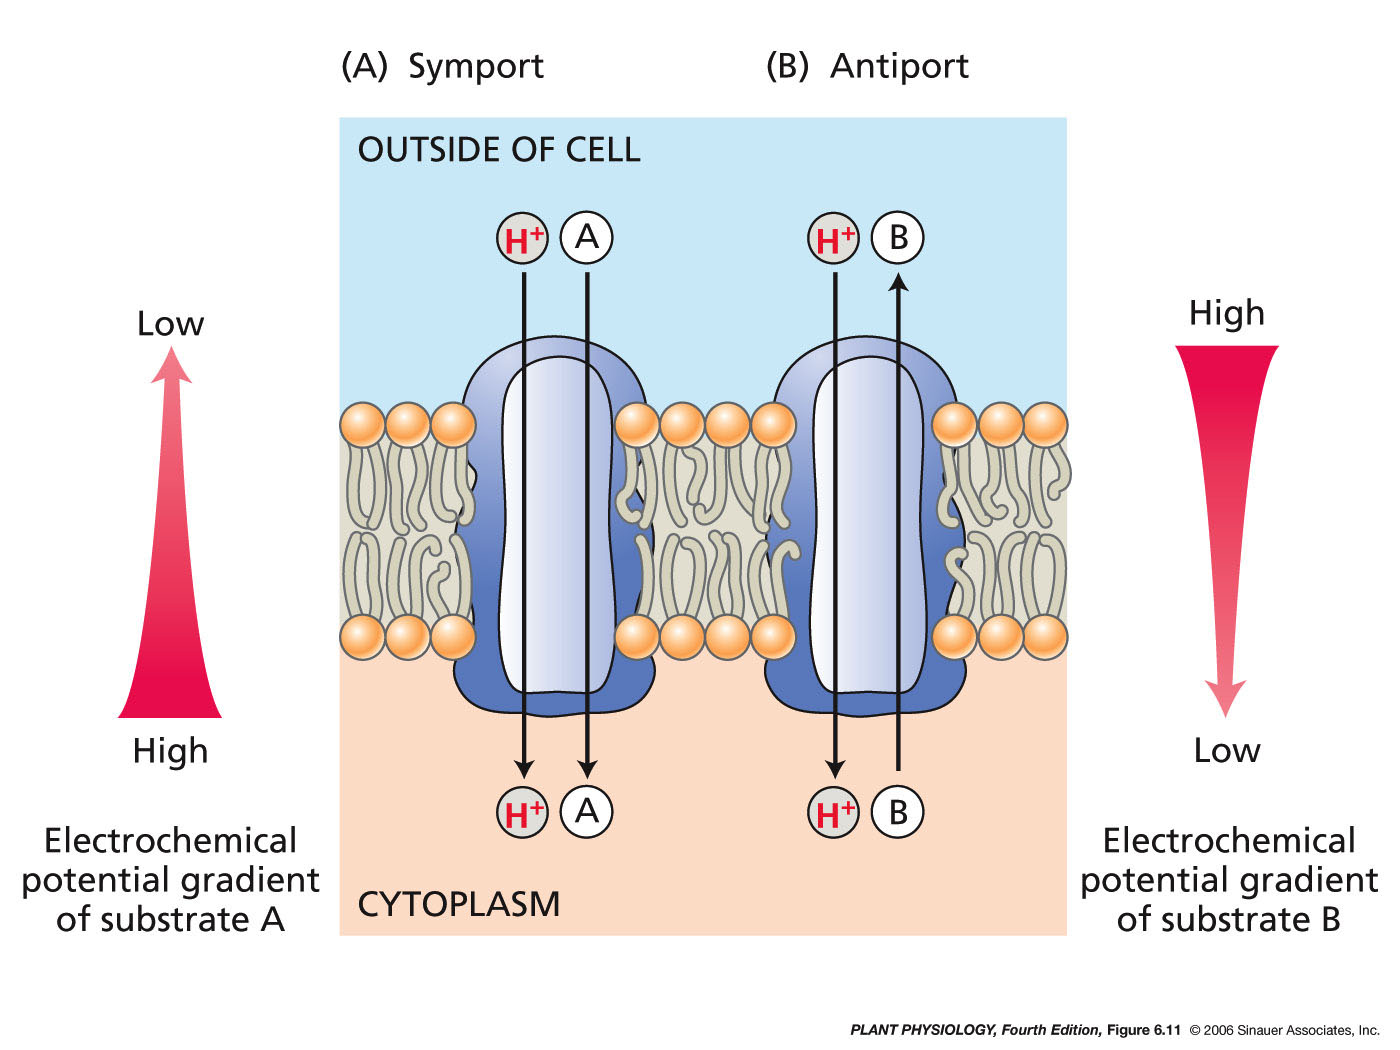 (A) Symport
(B) Antiport
OUTSIDE OF CELL
H+ A
H+ B
Low
High
High
Low
H+ A
H+ B
Electrochemical
potential gradient
of substrate A
Electrochemical
potential gradient
of substrate B
CYTOPLASM
PLANT PHYSIOLOGY, Fourth Edition, Figure 6.11 © 2006 Sinauer Associates, Inc.